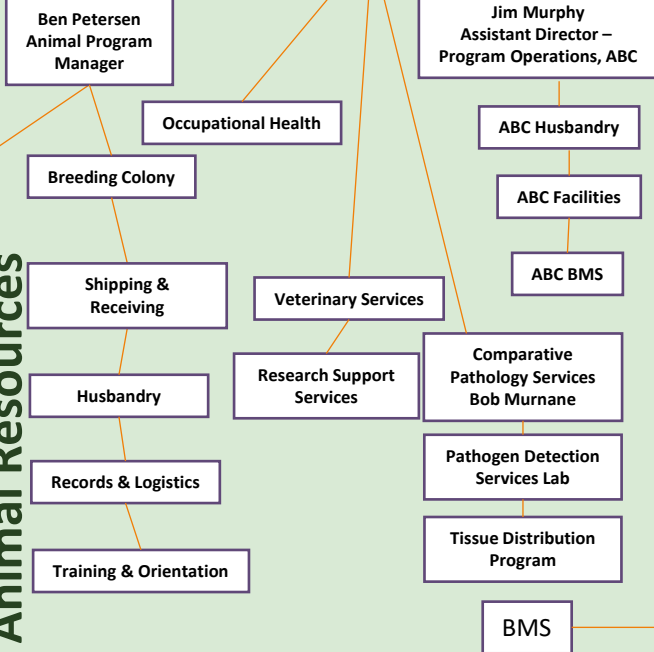 Ben Petersen
Animal Program
Manager
Jim Murphy
Assistant Director –
Program Operations, ABC
Occupational Health
ABC Husbandry
Breeding Colony
ABC Facilities
ABC BMS
Shipping &
Receiving
Veterinary Services
Comparative
Pathology Services
Bob Murnane
Research Support
Services
Husbandry
Pathogen Detection
Services Lab
Records & Logistics
Tissue Distribution
Program
Training & Orientation
BMS
Animal Resources